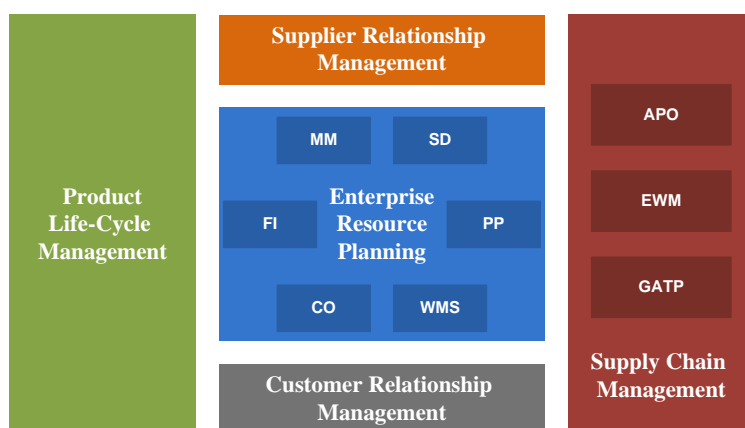 Product
Life-Cycle
Management
Supplier Relationship
Management
MM
SD
FI
Enterprise
Resource
Planning
PP
CO
WMS
Customer Relationship
Management
APO
EWM
GATP
Supply Chain
Management